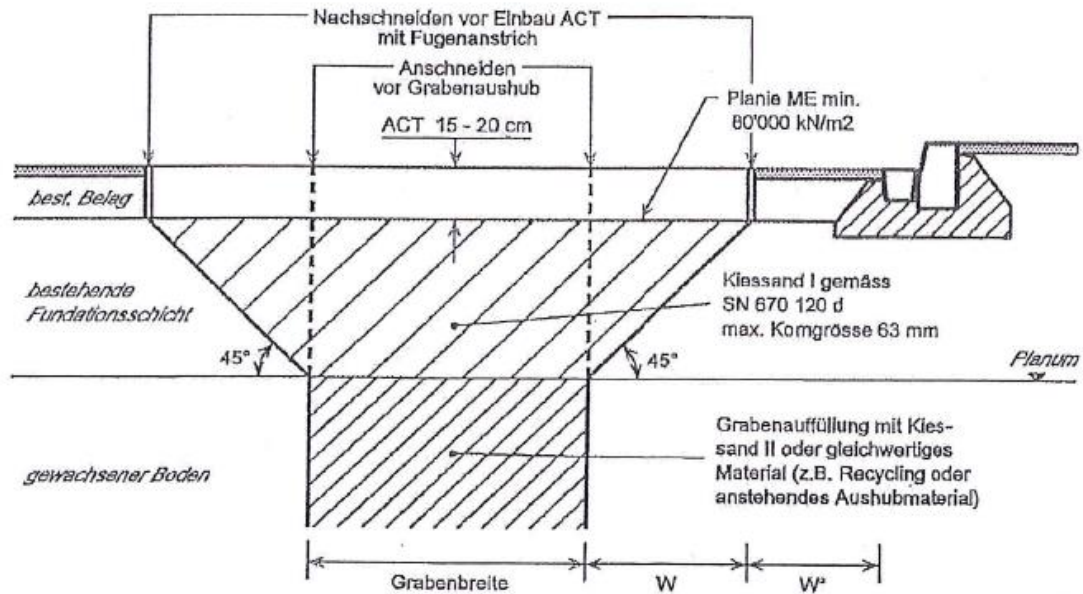 Nachschneiden vor Einbau ACT
mit Fugenanstrich
Anschneiden
vor Grabenaushub
ACT 15 - 20 cm
Planie ME min.
80'000 kN/m2
best. Belag
bestehende
Fundationsschicht
Kiessand I gemäss
SN 670 120 d
max. Korngrösse 63 mm
45°
45°
Planum
gewachsener Boden
Grabenauffüllung mit Kies-
sand II oder gleichwertiges
Material (z.B. Recycling oder
anstehendes Aushubmaterial)
Grabenbreite
W
W²